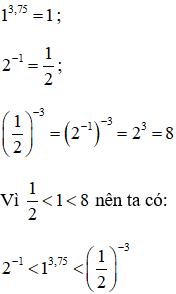 1^{3,75} = 1;
2^{-1} = \frac{1}{2};
\left(\frac{1}{2}\right)^{-3} = \left(2^{-1}\right)^{-3} = 2^{3} = 8
Vì \frac{1}{2} < 1 < 8 nên ta có:
2^{-1} < 1^{3,75} < \left(\frac{1}{2}\right)^{-3}